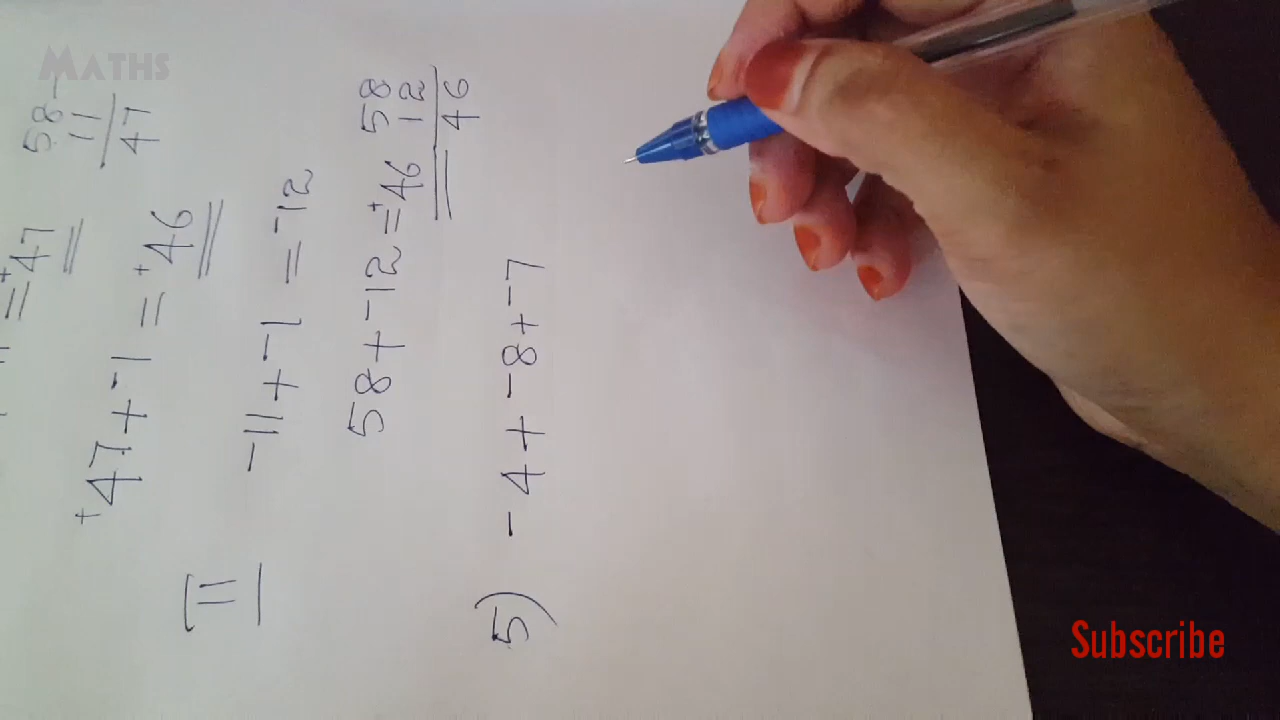 Maths
= +47
58 -
11
47
+47 + -1 = +46
II
-11 + -1 = -12
58 + -12 = +46
58
12
46
5) -4 + -8 + -7
Subscribe